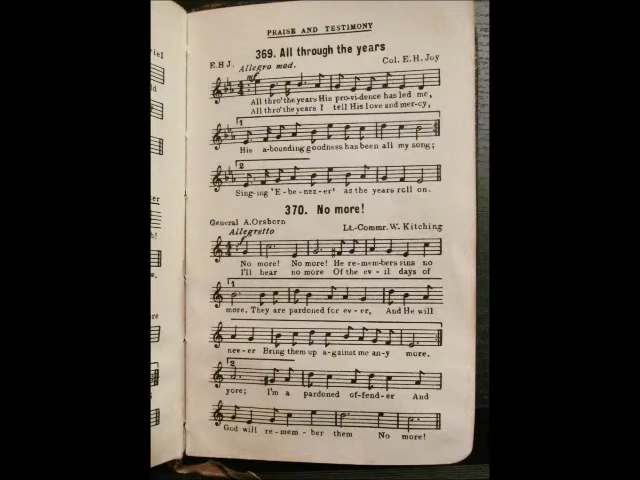 PRAISE AND TESTIMONY
369. All through the years
E.H J. Allegro mod. Col. E. H. Joy
mf
All thro' the years His pro-vi-dence has led me,
All thro' the years I tell His love and mer-cy,
1
His a-bounding goodness has been all my song;
2
Sing-ing 'E-be-nez-er' as the years roll on.
370. No more!
General A. Orsborn
Allegretto Lt.-Commr. W. Kitching
No more! No more! He re-mem-bers sins no
I'll hear no more Of the ev-il days of
1
more. They are pardoned for ev-er, And He will
nev-er Bring them up a-gainst me an-y more.
2
yore; I'm a pardoned of-fend-er And
God will re-mem-ber them No more!